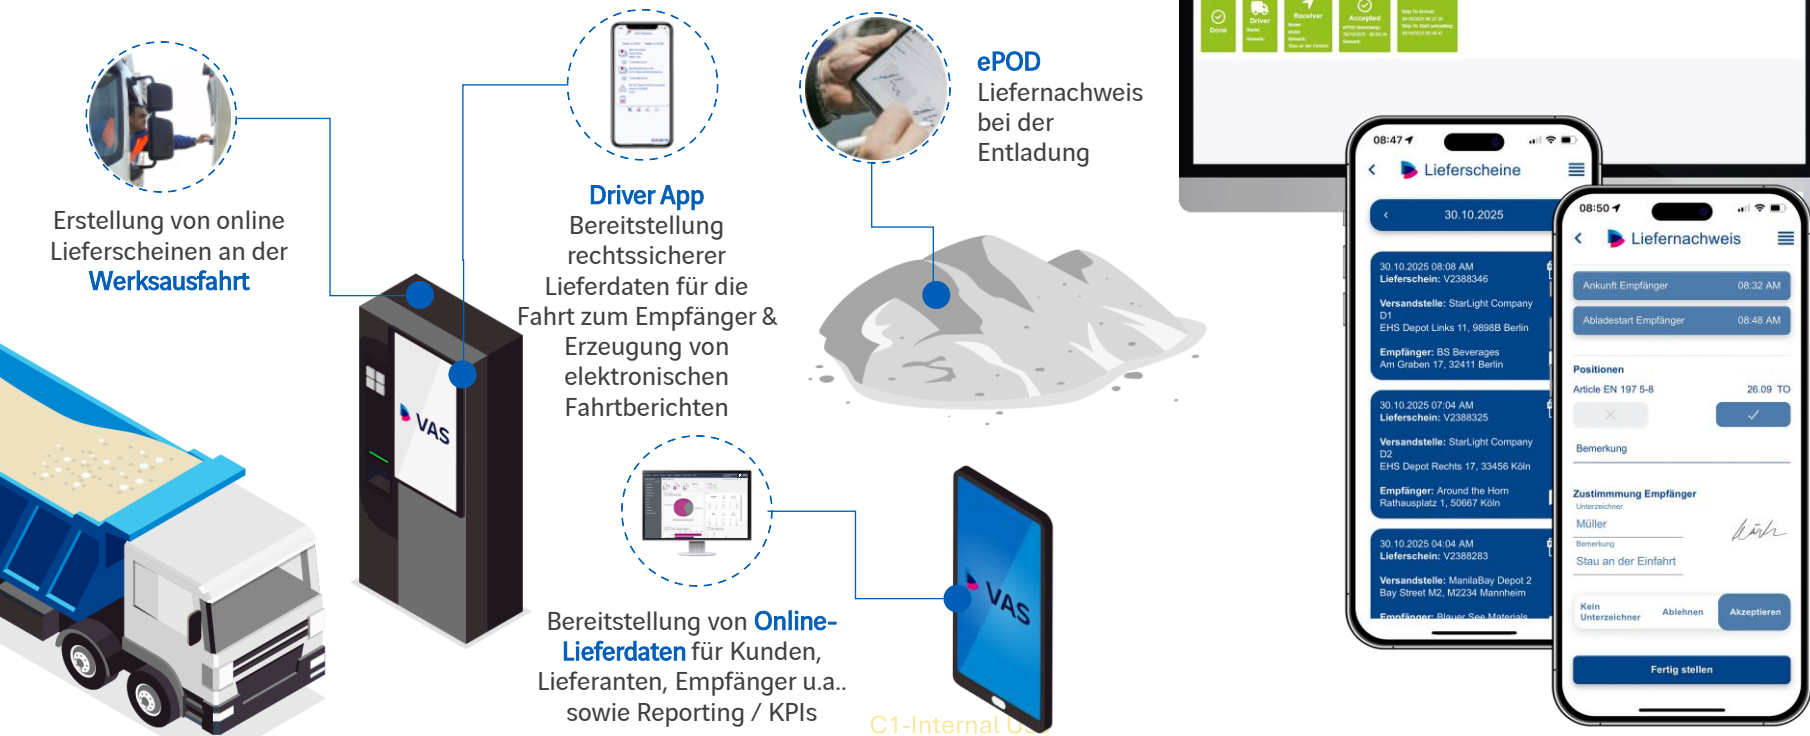 Erstellung von online
Lieferscheinen an der
Werksausfahrt
Driver App
Bereitstellung
rechtssicherer
Lieferdaten für die
Fahrt zum Empfänger &
Erzeugung von
elektronischen
Fahrtberichten
ePOD
Liefernachweis
bei der
Entladung
VAS
Bereitstellung von Online-
Lieferdaten für Kunden,
Lieferanten, Empfänger u.a..
sowie Reporting / KPIs
VAS
C1-Internal
Done
Driver
Receiver
Accepted
08:47
Lieferscheine
30.10.2025
30.10.2025 08:08 AM
Lieferschein: V2388346
Versandstelle: StarLight Company
D1
EHS Depot Links 11, 9898B Berlin
Empfänger: BS Beverages
Am Graben 17, 32411 Berlin
30.10.2025 07:04 AM
Lieferschein: V2388325
Versandstelle: StarLight Company
D2
EHS Depot Rechts 17, 33456 Köln
Empfänger: Around the Horn
Rathausplatz 1, 50667 Köln
30.10.2025 04:04 AM
Lieferschein: V2388283
Versandstelle: ManilaBay Depot 2
Bay Street M2, M2234 Mannheim
Empfänger: Blauer See Materials
08:50
Liefernachweis
Ankunft Empfänger 08:32 AM
Abladestart Empfänger 08:48 AM
Positionen
Article EN 197 5-8 26.09 TO
Bemerkung
Zustimmmung Empfänger
Unterzeichner
Müller
Bemerkung
Stau an der Einfahrt
Kein
Unterzeichner
Ablehnen
Akzeptieren
Fertig stellen